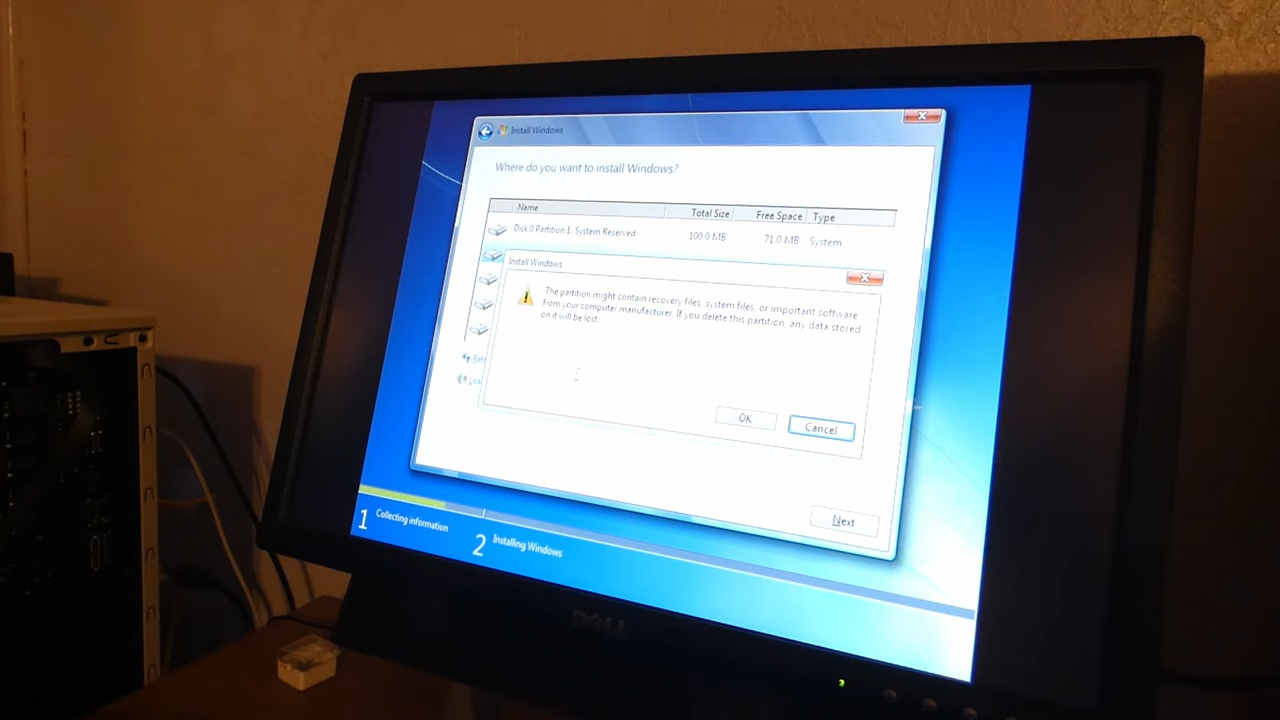 Install Windows
Where do you want to install Windows?
Name Total Size Free Space Type
Disk 0 Partition 1: System Reserved 100.0 MB 71.0 MB System
Install Windows
The partition might contain recovery files, system files, or important software
from your computer manufacturer. If you delete this partition, any data stored
on it will be lost.
OK Cancel
Next
1 Collecting information
2 Installing Windows
DELL